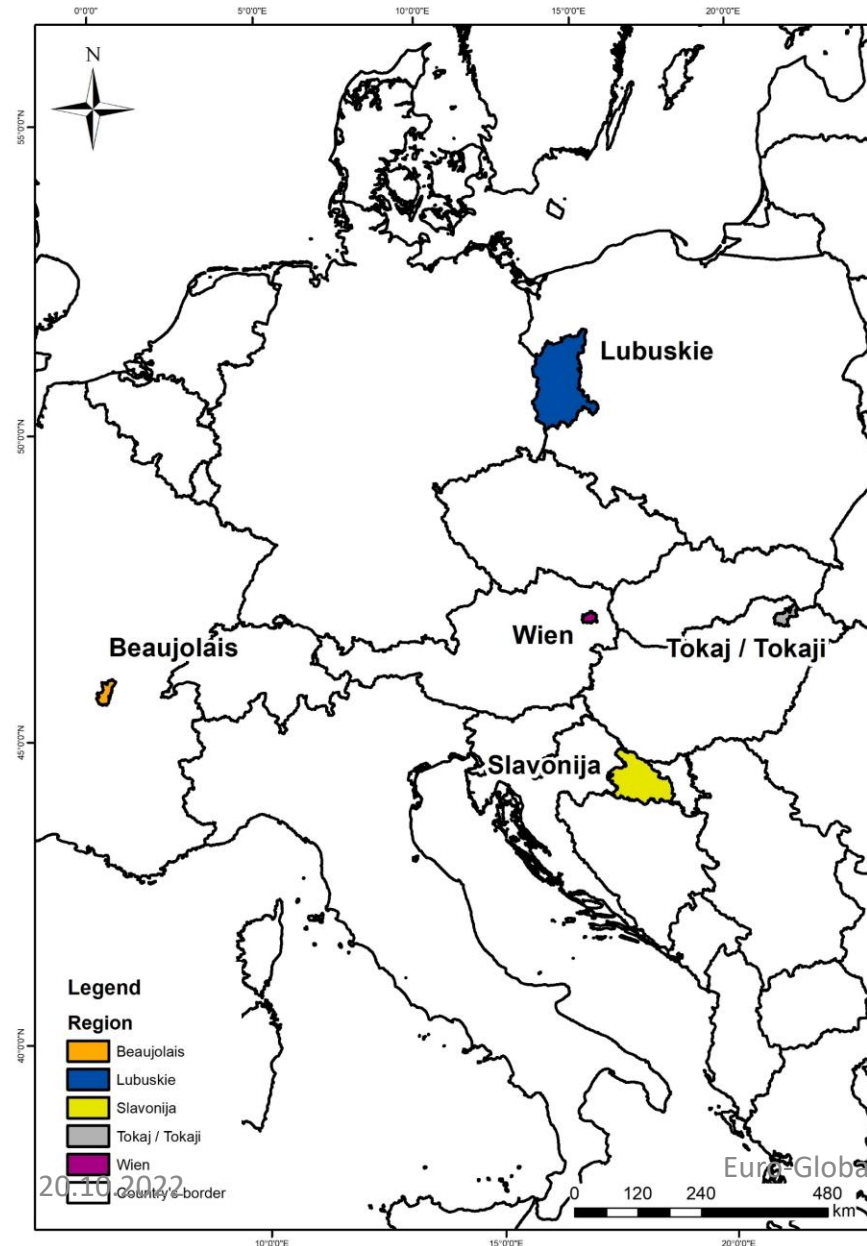 0°0'0" 5°0'0"E 10°0'0"E 15°0'0"E 20°0'0"E
N
55°0'0"N
50°0'0"N
45°0'0"N
40°0'0"N
Lubuskie
Beaujolais
Wien
Tokaj / Tokaji
Slavonija
Legend
Region
Beaujolais
Lubuskie
Slavonija
Tokaj / Tokaji
Wien
Country's border
20.10.2022
Euro-Globa
0 120 240 480
km
10°0'0"E 15°0'0"E 20°0'0"E